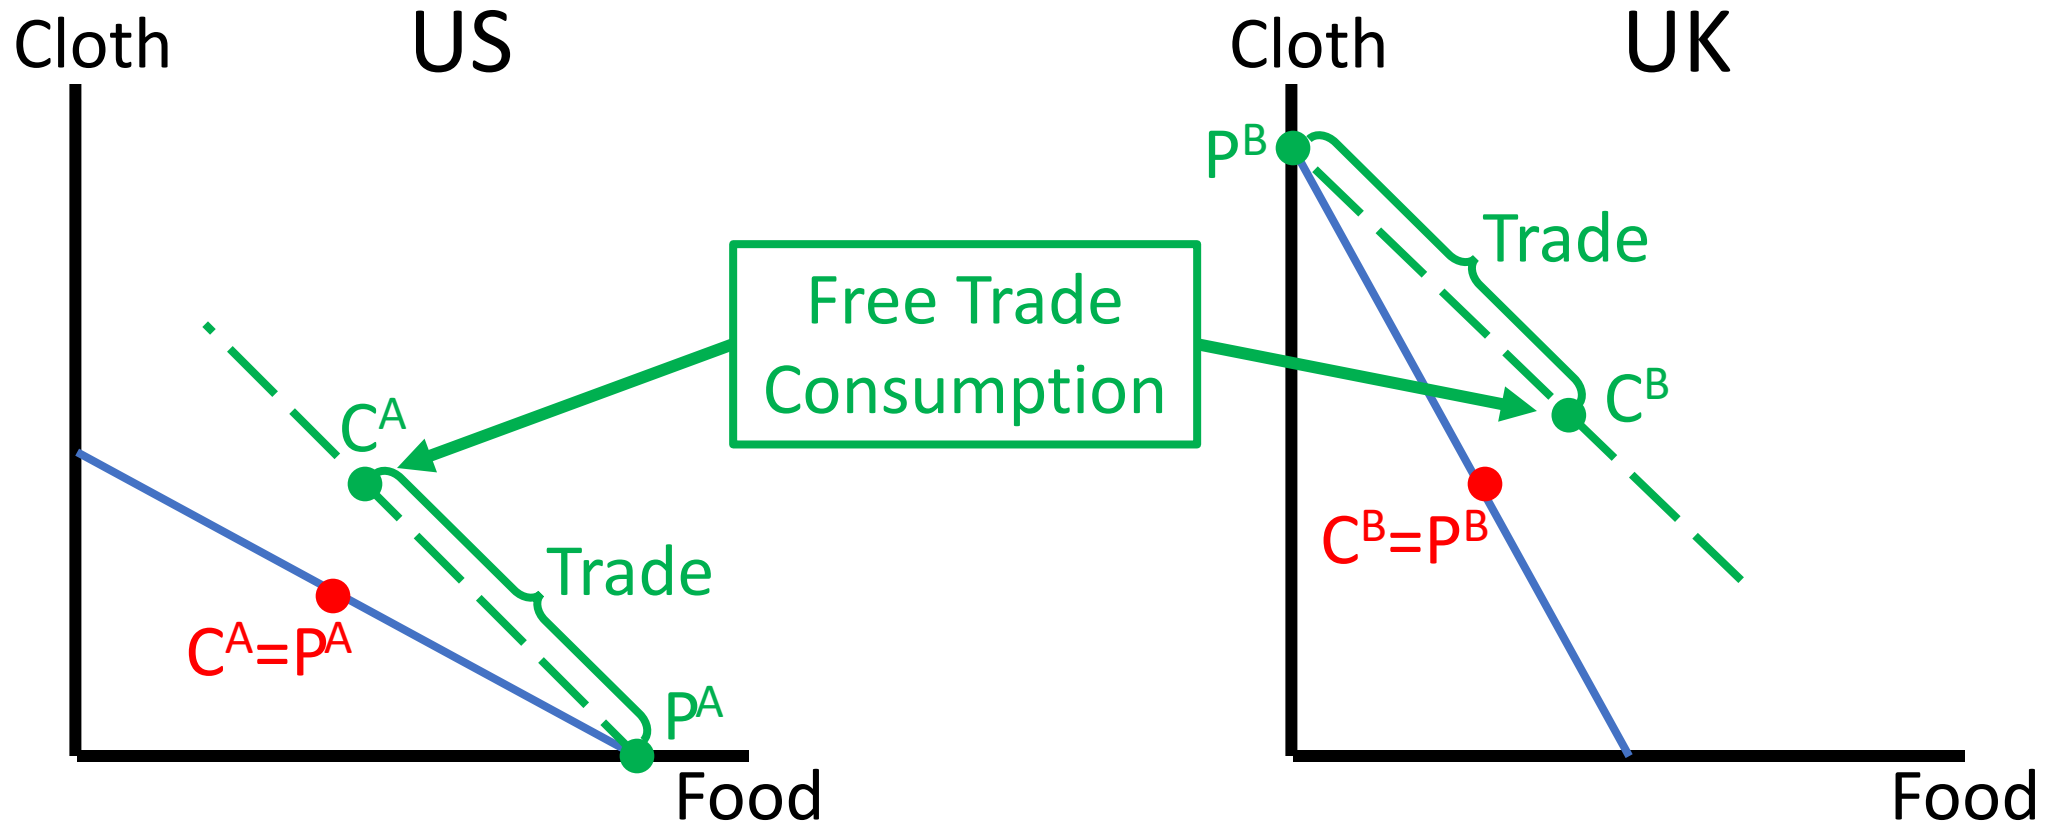 Cloth
US
C^A
Trade
C^A=P^A
P^A
Food
Free Trade
Consumption
Cloth
UK
P^B
Trade
C^B
C^B=P^B
Food